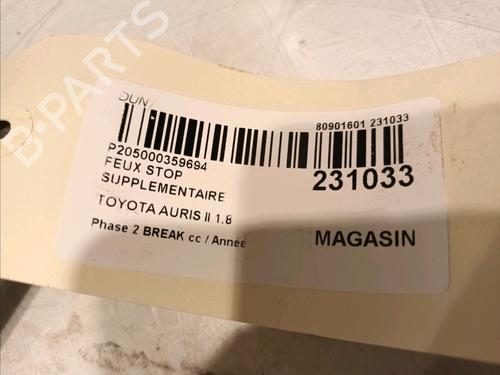 B-PARTS
DUN
80901601 231033
P205000359694
FEUX STOP
SUPPLEMENTAIRE
231033
TOYOTA AURIS II 1.8
Phase 2 BREAK cc / Année
MAGASIN